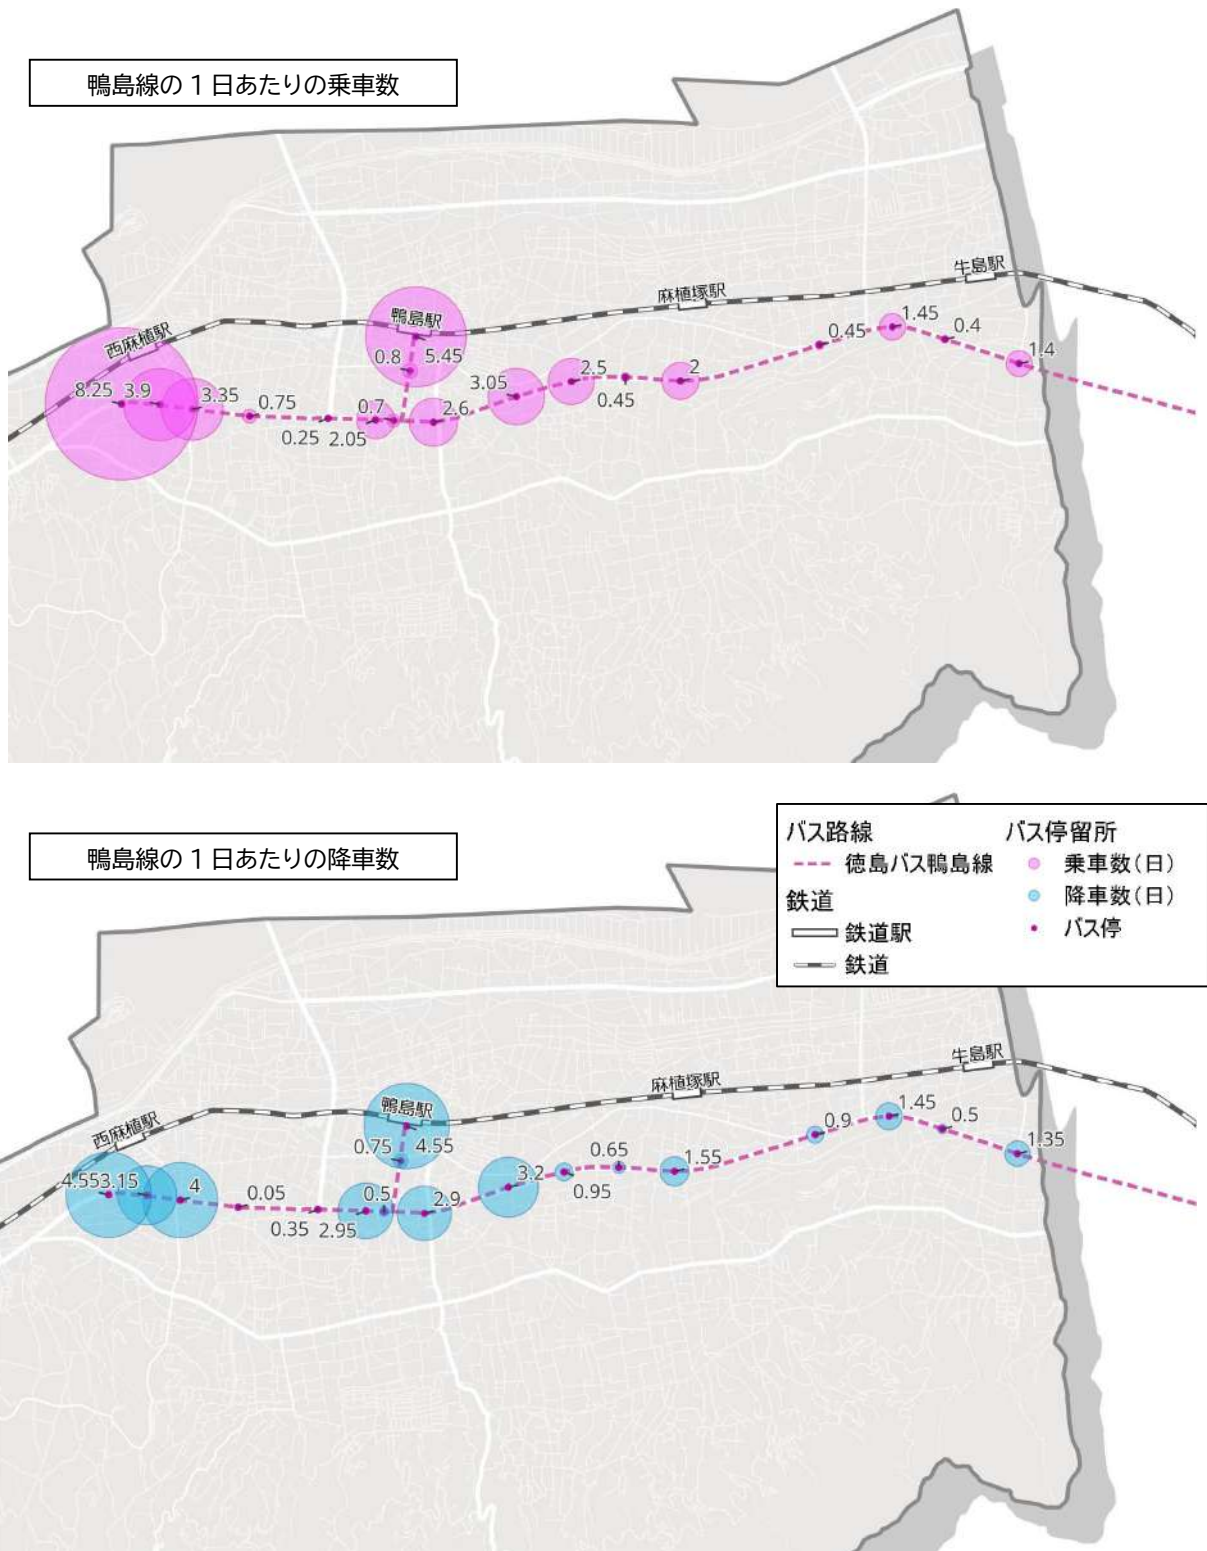 鴨島線の1日あたりの乗車数
牛島駅
麻植塚駅
鴨島駅
西麻植駅
1.45
0.4
0.45
1.4
0.8
5.45
2.5
2
3.05
0.45
8.25
3.9
3.35
0.75
0.7
2.6
0.25
2.05
鴨島線の1日あたりの降車数
バス路線
徳島バス鴨島線
鉄道
鉄道駅
鉄道
バス停留所
乗車数(日)
降車数(日)
バス停
牛島駅
麻植塚駅
鴨島駅
西麻植駅
1.45
0.5
0.9
1.35
0.75
4.55
0.65
1.55
3.2
0.95
4.55
3.15
4
0.05
0.5
2.9
0.35
2.95